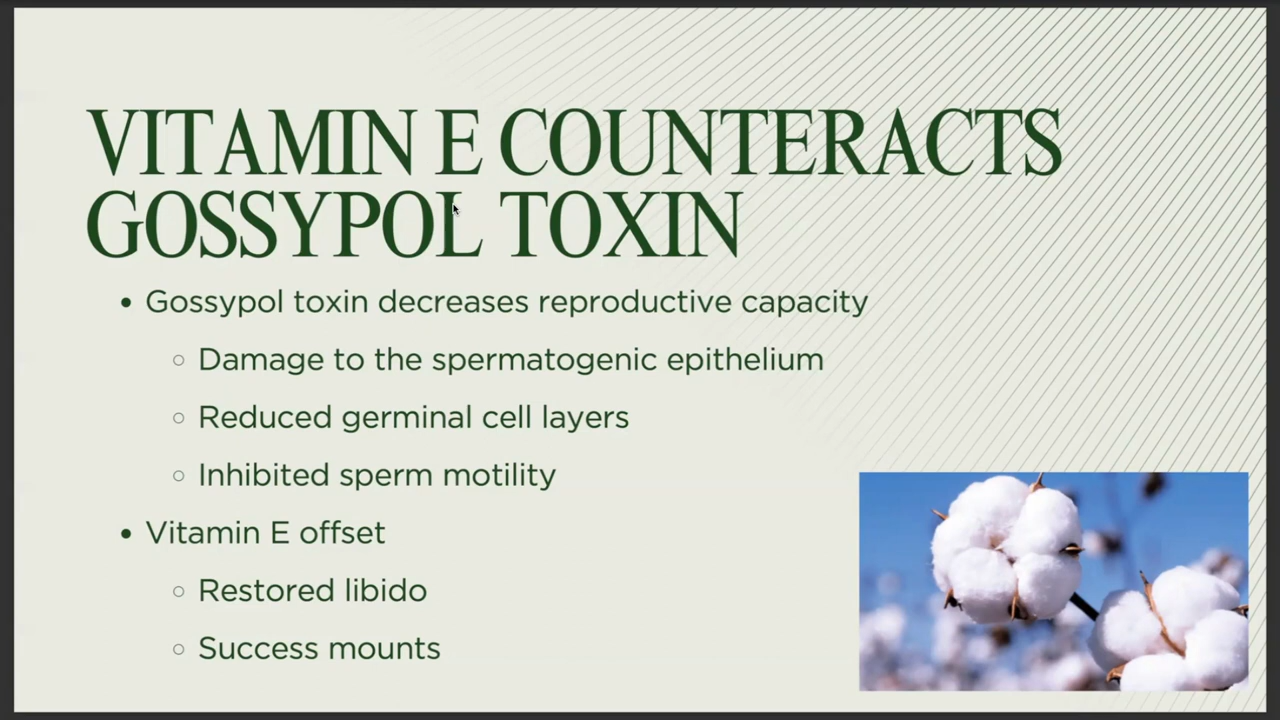 VITAMIN E COUNTERACTS
GOSSYPOL TOXIN
• Gossypol toxin decreases reproductive capacity
○ Damage to the spermatogenic epithelium
○ Reduced germinal cell layers
○ Inhibited sperm motility
• Vitamin E offset
○ Restored libido
○ Success mounts